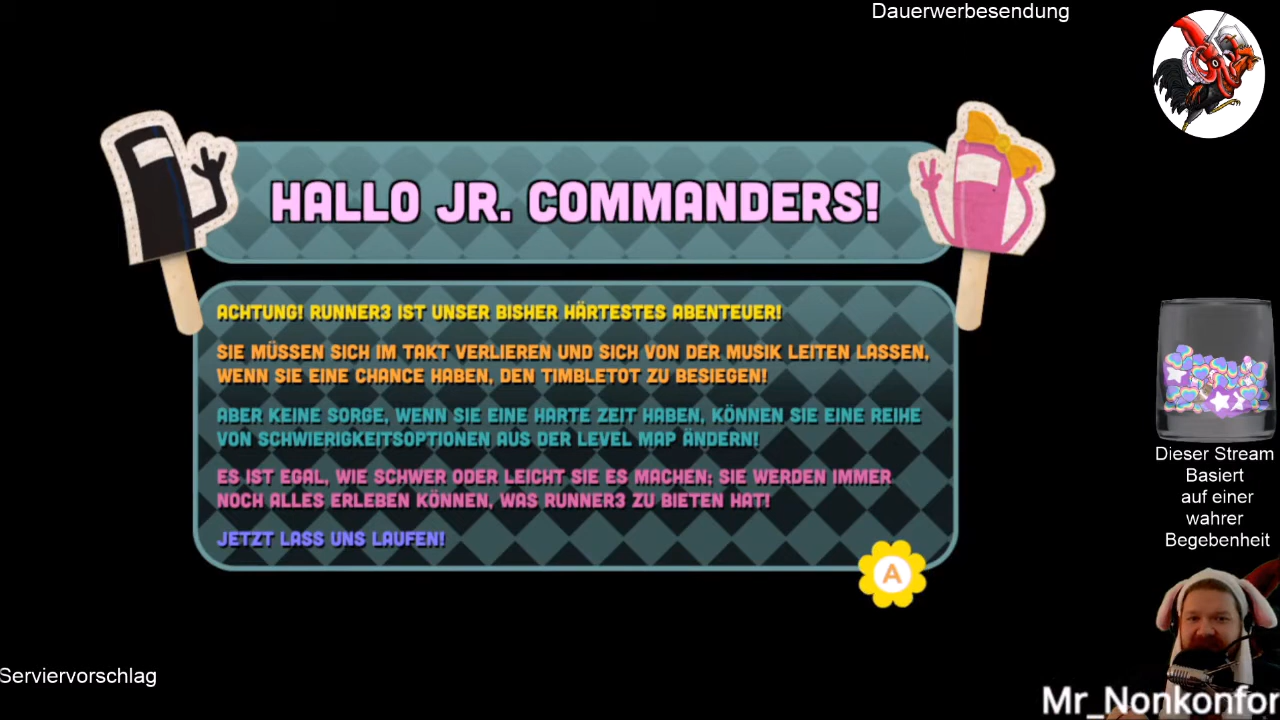 Dauerwerbesendung
HALLO JR. COMMANDERS!
ACHTUNG! RUNNER3 IST UNSER BISHER HÄRTESTES ABENTEUER!
SIE MÜSSEN SICH IM TAKT VERLIEREN UND SICH VON DER MUSIK LEITEN LASSEN,
WENN SIE EINE CHANCE HABEN, DEN TIMBLETOT ZU BESIEGEN!
ABER KEINE SORGE, WENN SIE EINE HARTE ZEIT HABEN, KÖNNEN SIE EINE REIHE
VON SCHWIERIGKEITSOPTIONEN AUS DER LEVEL MAP ÄNDERN!
ES IST EGAL, WIE SCHWER ODER LEICHT SIE ES MACHEN; SIE WERDEN IMMER
NOCH ALLES ERLEBEN KÖNNEN, WAS RUNNER3 ZU BIETEN HAT!
JETZT LASS UNS LAUFEN!
A
Dieser Stream
Basiert
auf einer
wahrer
Begebenheit
Serviervorschlag
Mr_Nonkonfor